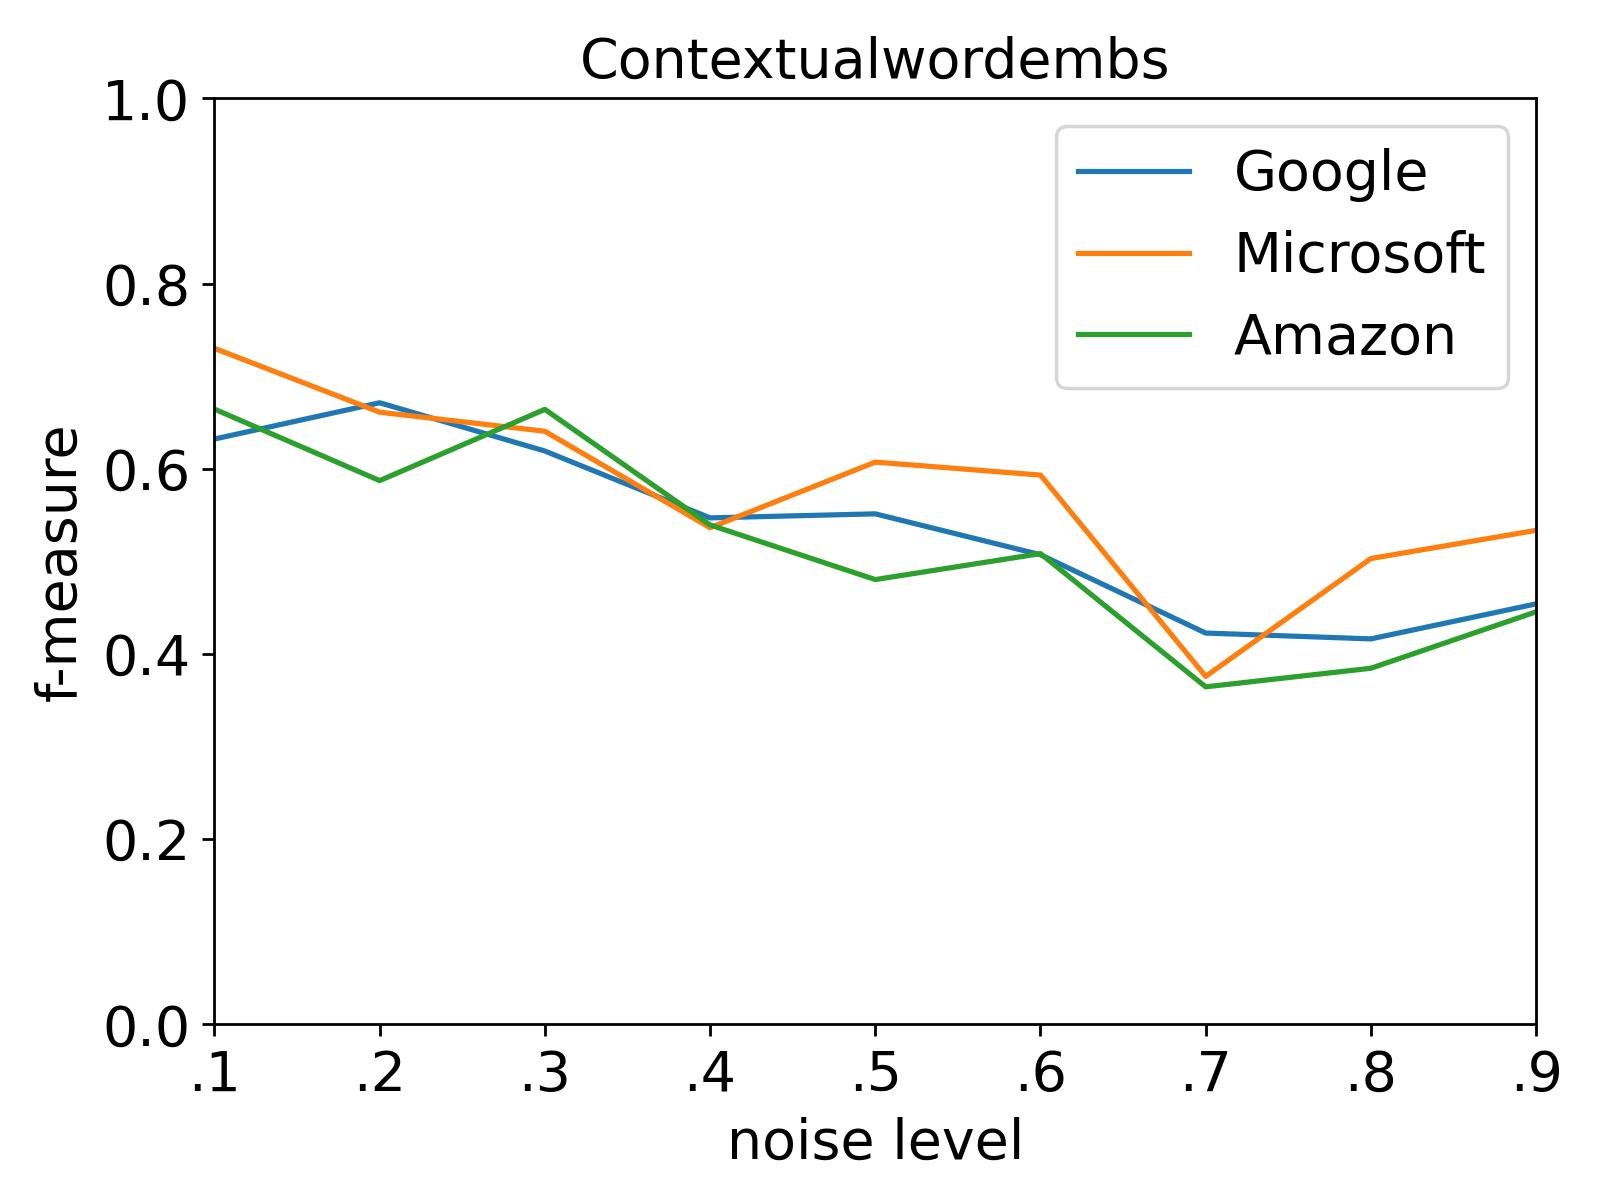 Contextualwordembs
1.0
0.8
0.6
0.4
0.2
0.0
f-measure
Google
Microsoft
Amazon
.1 .2 .3 .4 .5 .6 .7 .8 .9
noise level